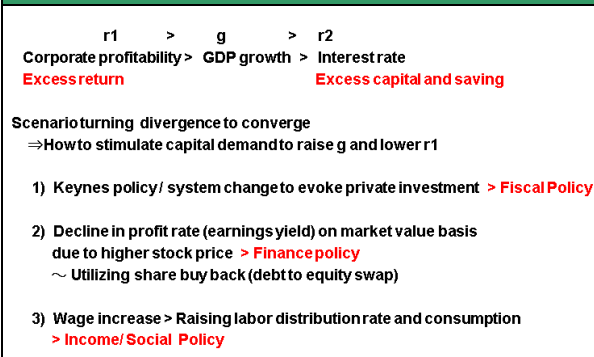 r1 > g > r2
Corporate profitability > GDP growth > Interest rate
Excess return Excess capital and saving
Scenario turning divergence to converge
⇒How to stimulate capital demand to raise g and lower r1
1) Keynes policy / system change to evoke private investment > Fiscal Policy
2) Decline in profit rate (earnings yield) on market value basis
due to higher stock price > Finance policy
～ Utilizing share buy back (debt to equity swap)
3) Wage increase > Raising labor distribution rate and consumption
> Income/ Social Policy